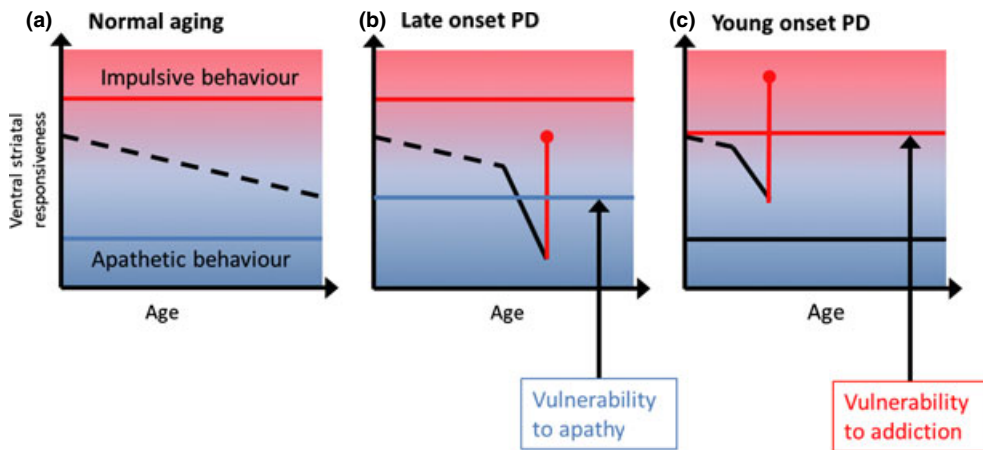 (a) Normal aging
Impulsive behaviour
Apathetic behaviour
Ventral striatal
responsiveness
Age
(b) Late onset PD
Age
Vulnerability
to apathy
(c) Young onset PD
Age
Vulnerability
to addiction